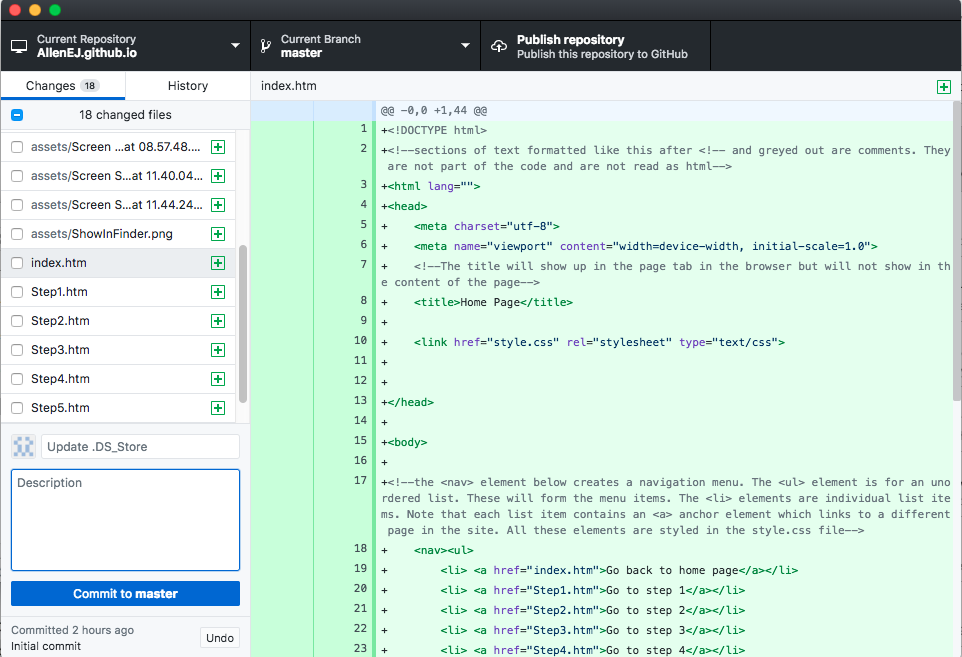 Current Repository
AllenEJ.github.io
Current Branch
master
Publish repository
Publish this repository to GitHub
Changes 18
History
18 changed files
assets/Screen ...at 08.57.48....
assets/Screen S...at 11.40.04...
assets/Screen S...at 11.44.24...
assets/ShowInFinder.png
index.htm
Step1.htm
Step2.htm
Step3.htm
Step4.htm
Step5.htm
Update .DS_Store
Description
Commit to master
Committed 2 hours ago
Initial commit
Undo
index.htm
@@ -0,0 +1,44 @@
1 +<!DOCTYPE html>
2 +<!--sections of text formatted like this after <!-- and greyed out are comments. They
are not part of the code and are not read as html-->
3 +<html lang="">
4 +<head>
5 +    <meta charset="utf-8">
6 +    <meta name="viewport" content="width=device-width, initial-scale=1.0">
7 +    <!--The title will show up in the page tab in the browser but will not show in th
e content of the page-->
8 +    <title>Home Page</title>
9 +
10 +    <link href="style.css" rel="stylesheet" type="text/css">
11 +
12 +
13 +</head>
14 +
15 +<body>
16 +
17 +<!--the <nav> element below creates a navigation menu. The <ul> element is for an uno
rdered list. These will form the menu items. The <li> elements are individual list ite
ms. Note that each list item contains an <a> anchor element which links to a different
page in the site. All these elements are styled in the style.css file-->
18 +    <nav><ul>
19 +        <li> <a href="index.htm">Go back to home page</a></li>
20 +        <li> <a href="Step1.htm">Go to step 1</a></li>
21 +        <li> <a href="Step2.htm">Go to step 2</a></li>
22 +        <li> <a href="Step3.htm">Go to step 3</a></li>
23 +        <li> <a href="Step4.htm">Go to step 4</a></li>